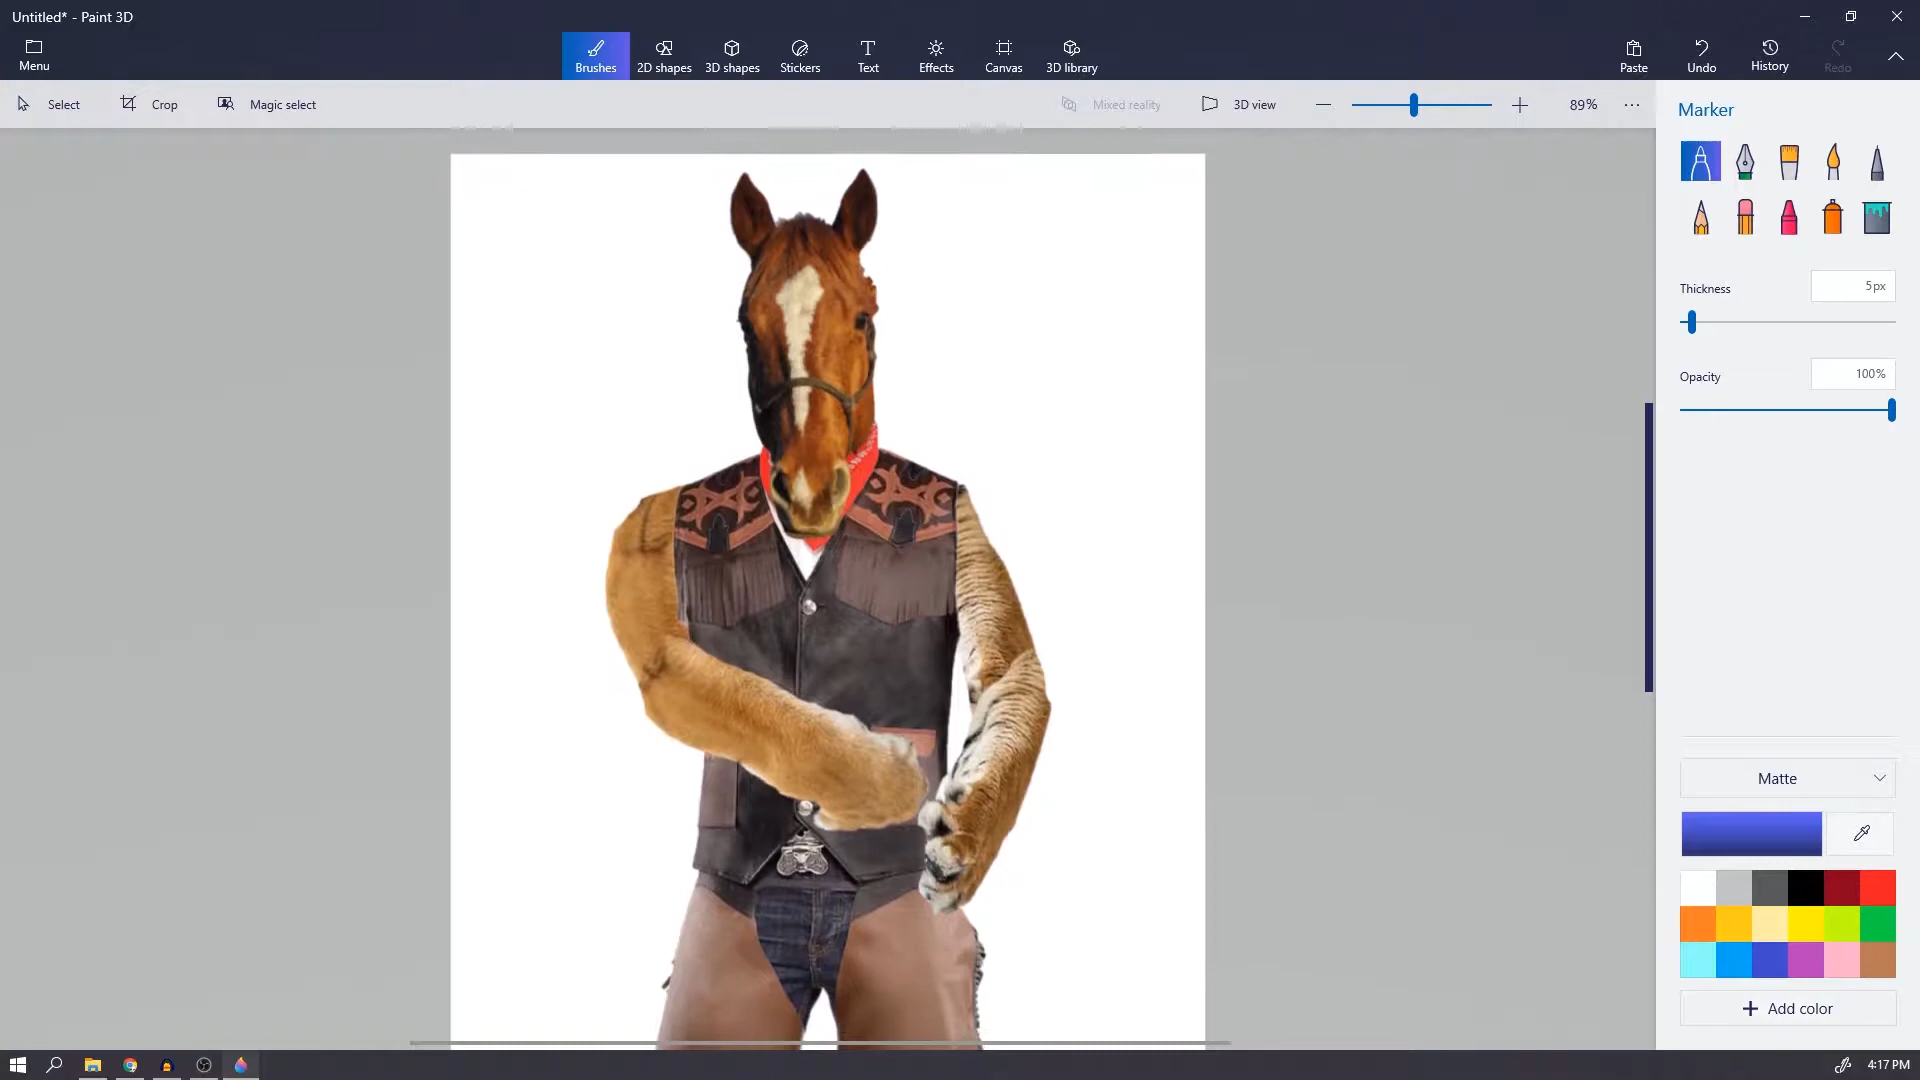 Untitled* - Paint 3D
Menu
Brushes
2D shapes
3D shapes
Stickers
Text
Effects
Canvas
3D library
Paste
Undo
History
Redo
Select
Crop
Magic select
Mixed reality
3D view
89%
Marker
Thickness
5px
Opacity
100%
Matte
Add color
4:17 PM